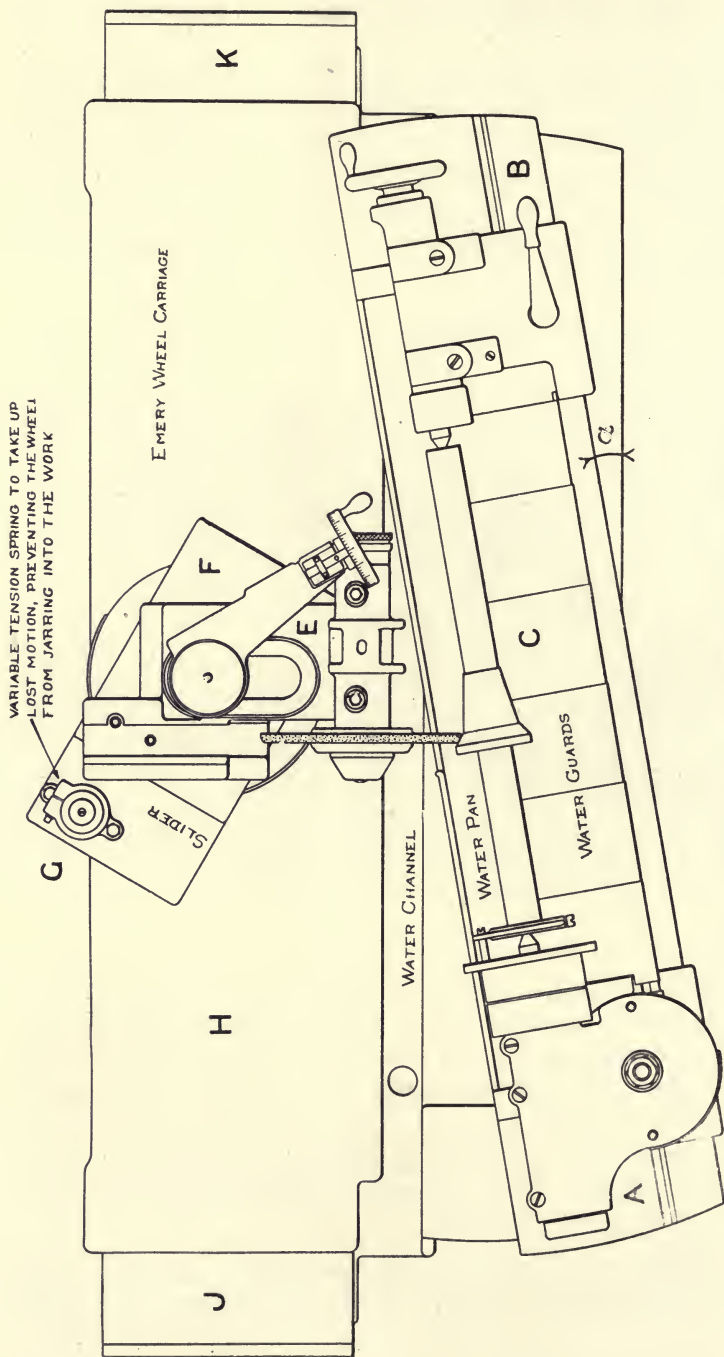 VARIABLE TENSION SPRING TO TAKE UP
LOST MOTION, PREVENTING THE WHEEL
FROM JARRING INTO THE WORK
G
EMERY WHEEL CARRIAGE
SLIDER
F
J
H
K
E
WATER CHANNEL
WATER PAN
B
C
WATER GUARDS
a
A